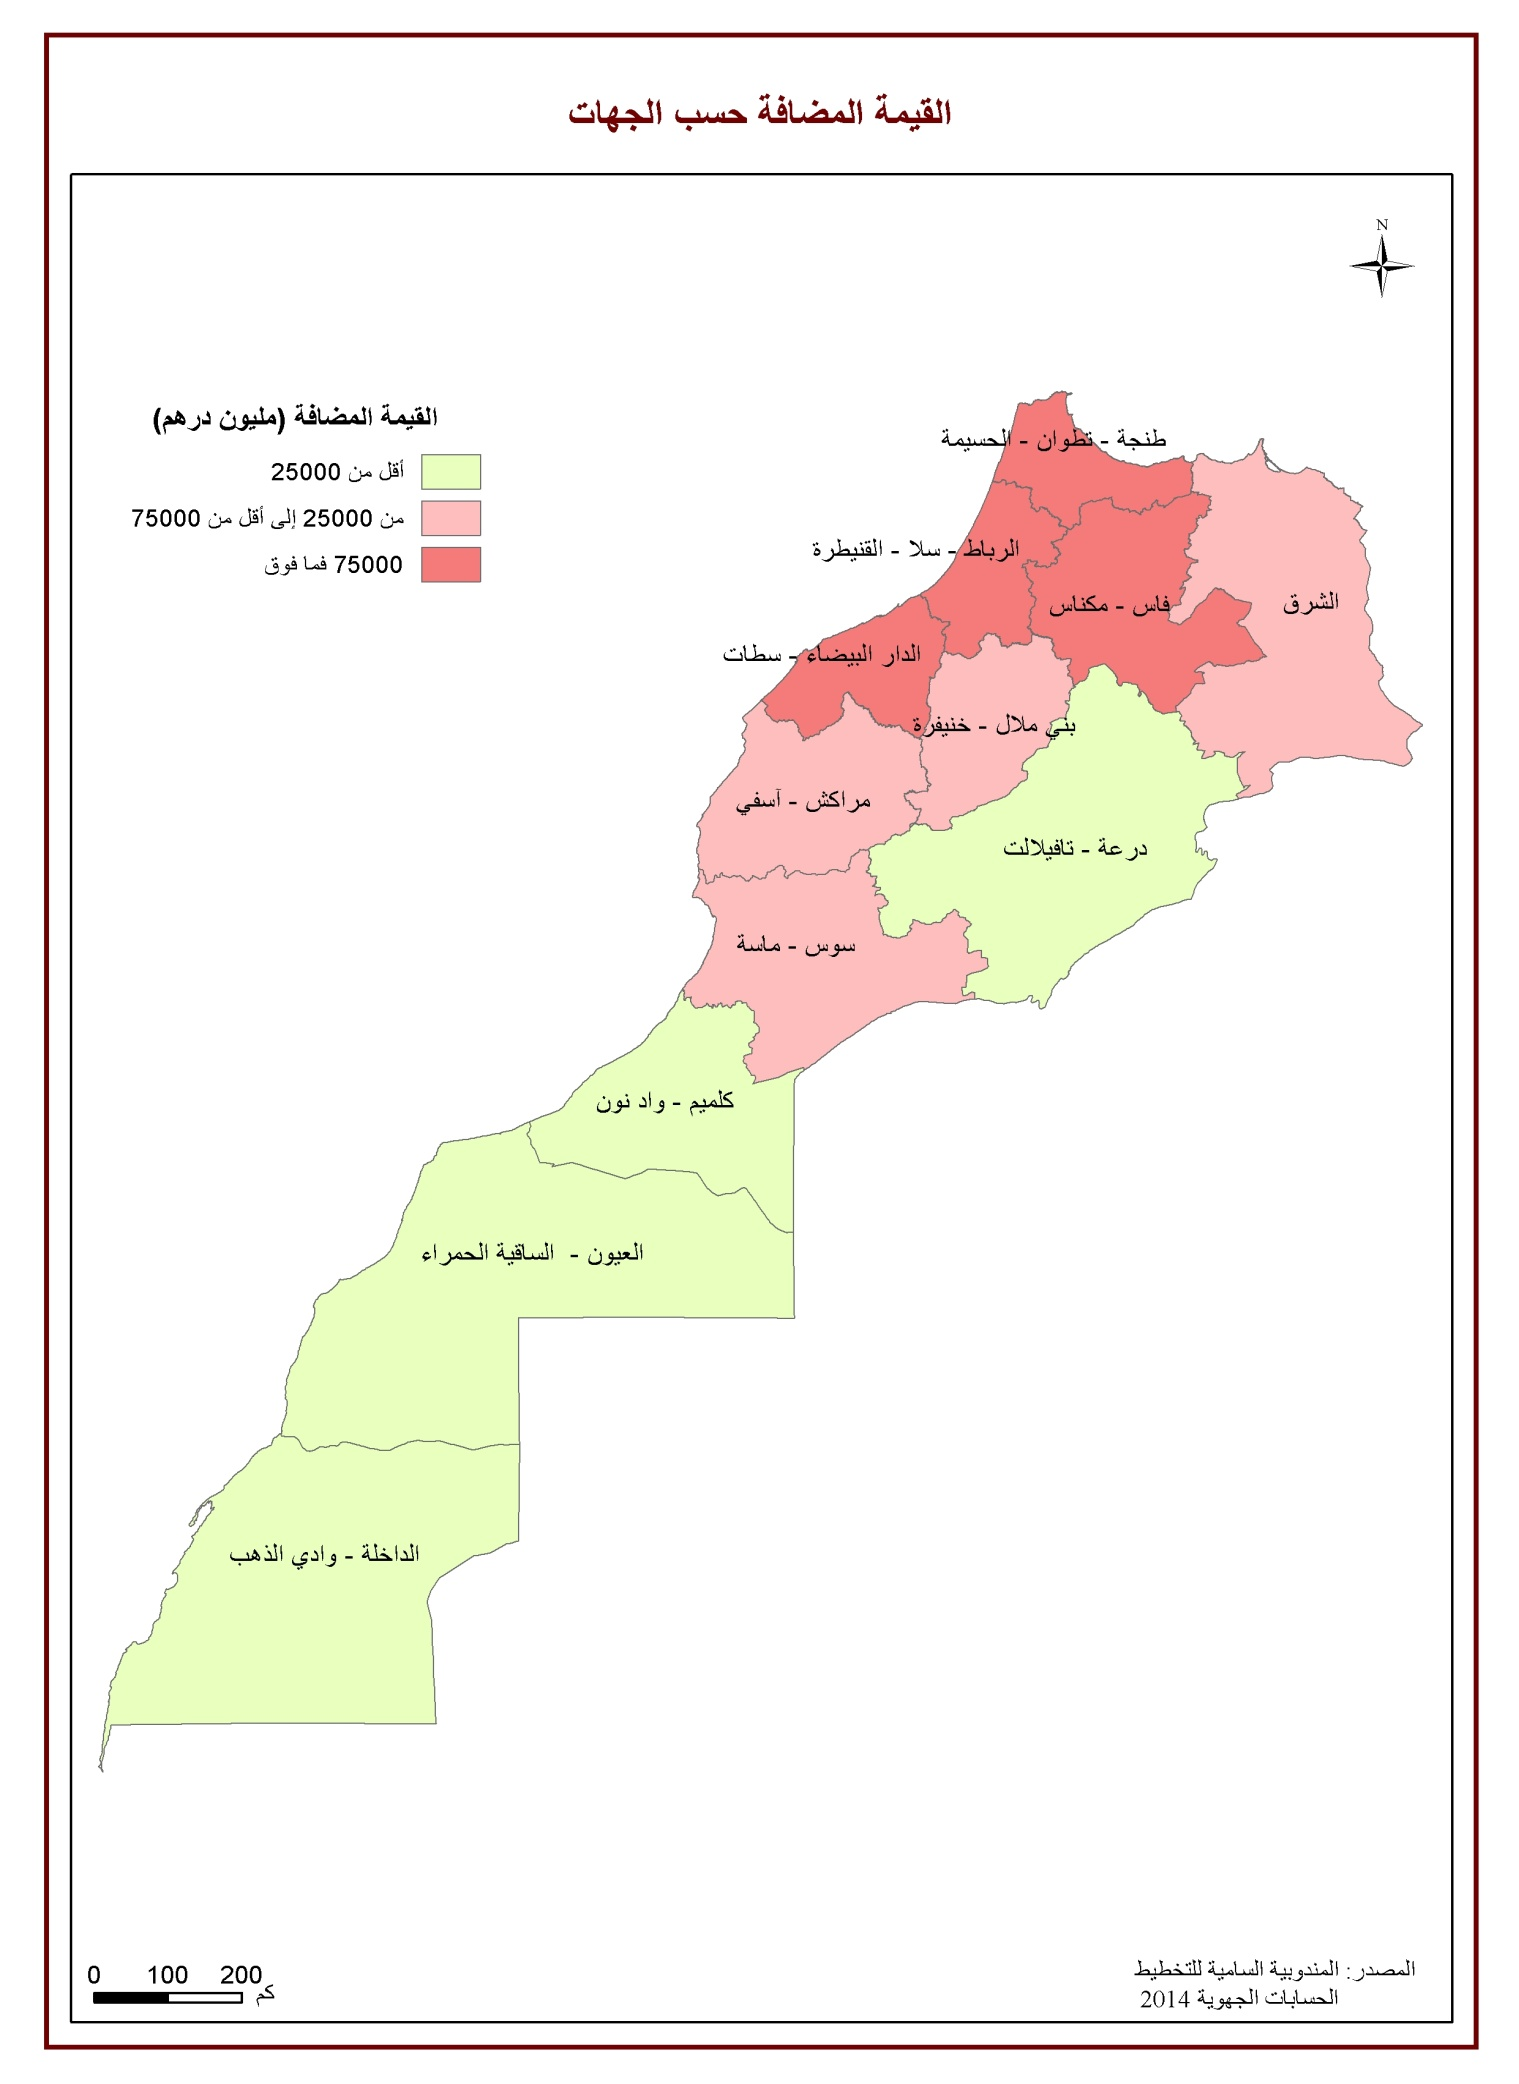 القيمة المضافة حسب الجهات
N
القيمة المضافة (مليون درهم)
أقل من 25000
من 25000 إلى أقل من 75000
75000 فما فوق
طنجة - تطوان - الحسيمة
الرباط - سلا - القنيطرة
فاس - مكناس
الشرق
الدار البيضاء - سطات
بني ملال - خنيفرة
مراكش - آسفي
درعة - تافيلالت
سوس - ماسة
كلميم - واد نون
العيون - الساقية الحمراء
الداخلة - وادي الذهب
0 100 200
كم
المصدر: المندوبية السامية للتخطيط
الحسابات الجهوية 2014